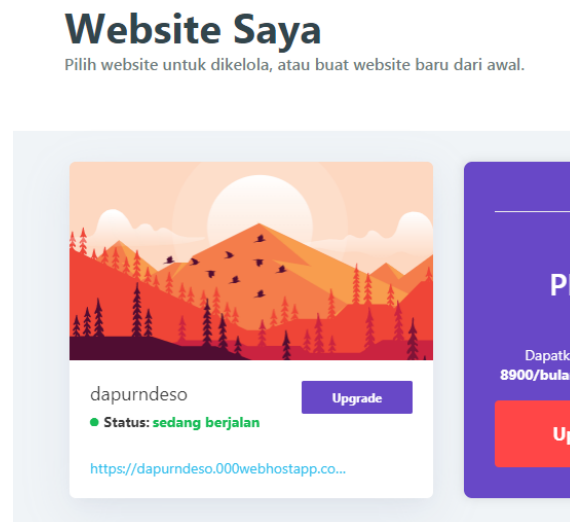 Website Saya
Pilih website untuk dikelola, atau buat website baru dari awal.
dapurndeso
Upgrade
Status: sedang berjalan
https://dapurndeso.000webhostapp.co...
8900/bula